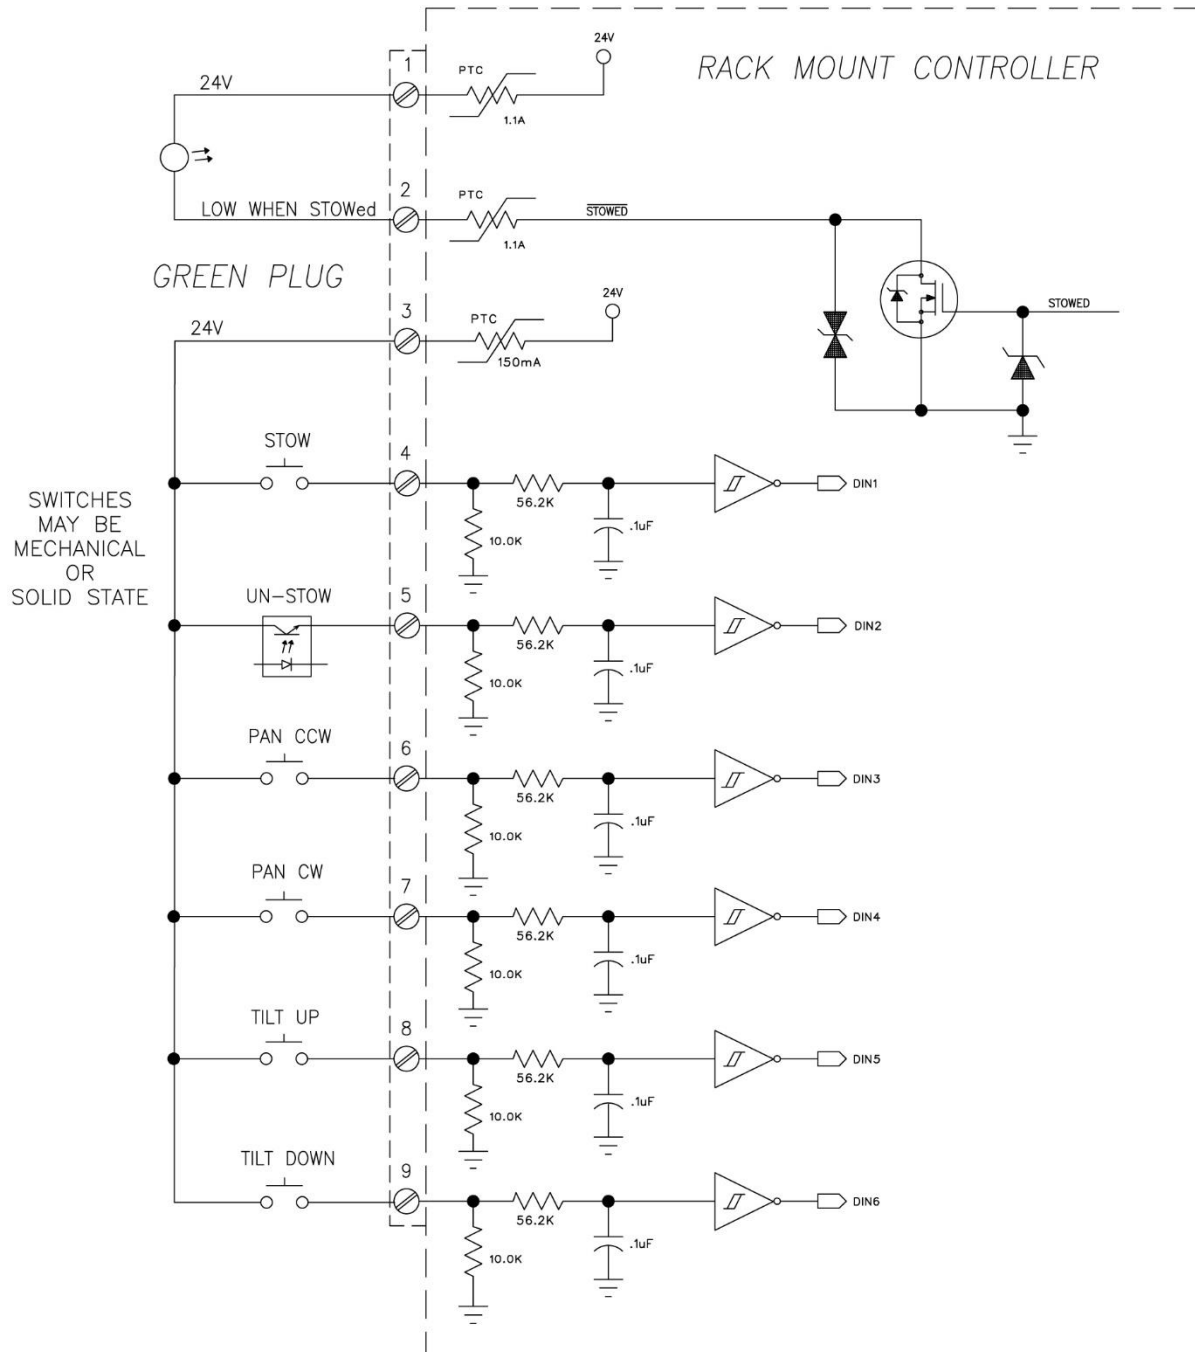 24V
RACK MOUNT CONTROLLER
1
PTC
24V
1.1A
2
PTC
LOW WHEN STOWed
STOWED
1.1A
GREEN PLUG
24V
3
PTC
STOWED
24V
150mA
STOW
4
SWITCHES
MAY BE
MECHANICAL
OR
SOLID STATE
56.2K
DIN1
10.0K
.1uF
UN-STOW
5
56.2K
DIN2
10.0K
.1uF
PAN CCW
6
56.2K
DIN3
10.0K
.1uF
PAN CW
7
56.2K
DIN4
10.0K
.1uF
TILT UP
8
56.2K
DIN5
10.0K
.1uF
TILT DOWN
9
56.2K
DIN6
10.0K
.1uF